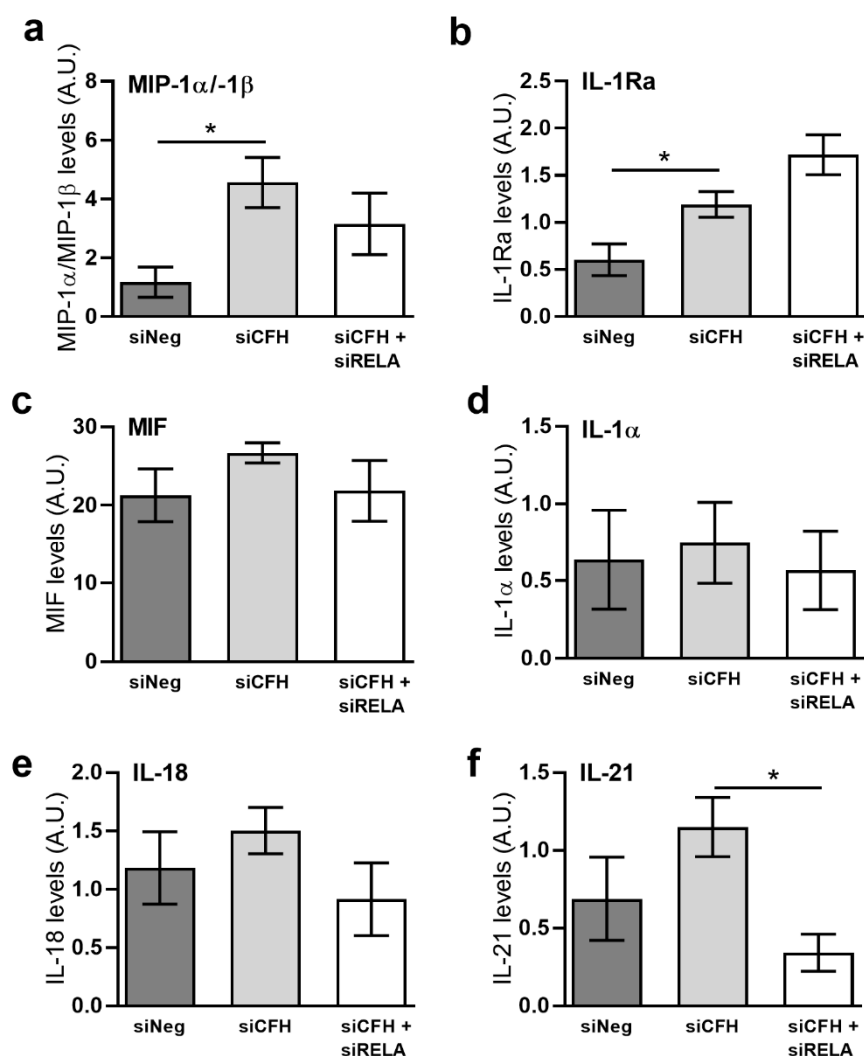 a
MIP-1α/-1β
MIP-1α/MIP-1β levels (A.U.)
8
6
4
2
0
*
siNeg
siCFH
siCFH +
siRELA
b
IL-1Ra
IL-1Ra levels (A.U.)
2.5
2.0
1.5
1.0
0.5
0.0
*
siNeg
siCFH
siCFH +
siRELA
c
MIF
MIF levels (A.U.)
30
20
10
0
siNeg
siCFH
siCFH +
siRELA
d
IL-1α
IL-1α levels (A.U.)
1.5
1.0
0.5
0.0
siNeg
siCFH
siCFH +
siRELA
e
IL-18
IL-18 levels (A.U.)
2.0
1.5
1.0
0.5
0.0
siNeg
siCFH
siCFH +
siRELA
f
IL-21
IL-21 levels (A.U.)
1.5
1.0
0.5
0.0
*
siNeg
siCFH
siCFH +
siRELA